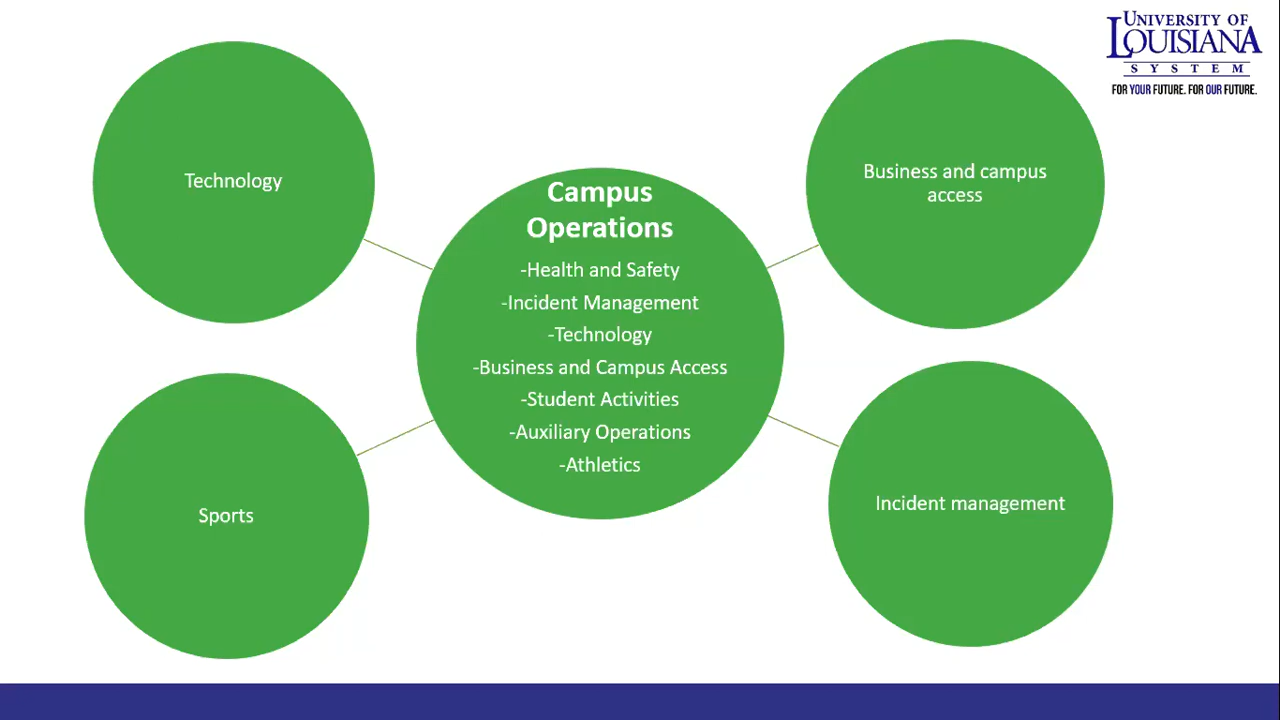 UNIVERSITY OF
LOUISIANA
SYSTEM
FOR YOUR FUTURE. FOR OUR FUTURE.
Technology
Business and campus
access
Campus
Operations
-Health and Safety
-Incident Management
-Technology
-Business and Campus Access
-Student Activities
-Auxiliary Operations
-Athletics
Sports
Incident management